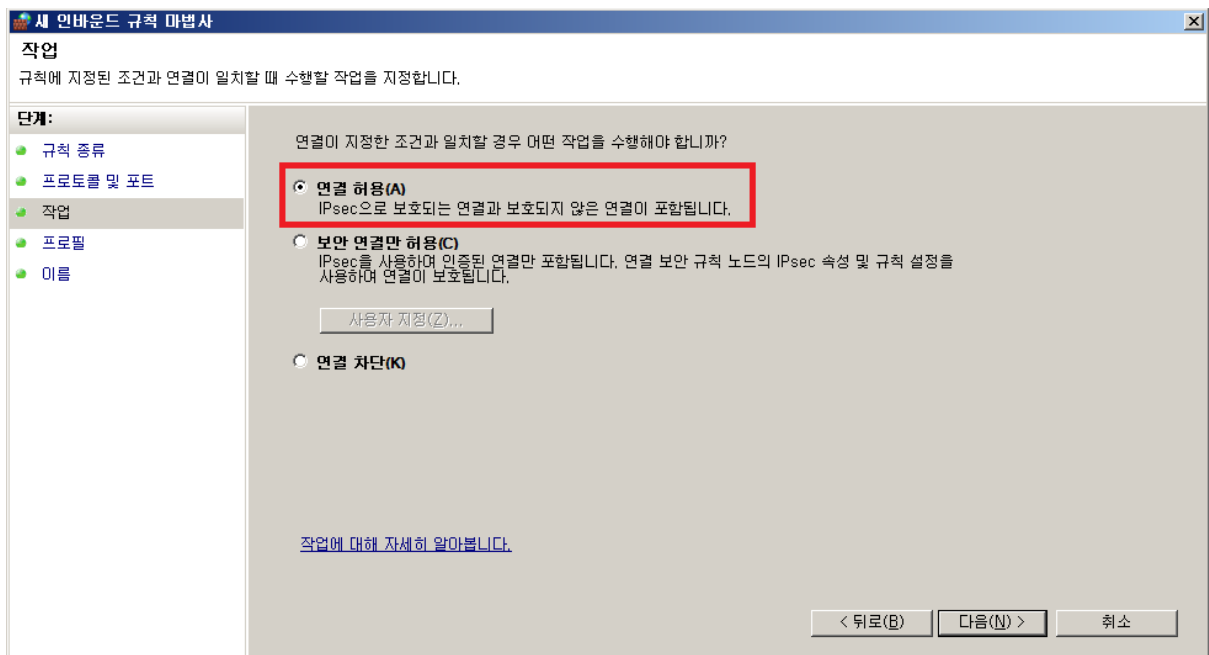 새 인바운드 규칙 마법사
작업
규칙에 지정된 조건과 연결이 일치할 때 수행할 작업을 지정합니다.
단계:
규칙 종류
프로토콜 및 포트
작업
프로필
이름
연결이 지정한 조건과 일치할 경우 어떤 작업을 수행해야 합니까?
연결 허용(A)
IPsec으로 보호되는 연결과 보호되지 않은 연결이 포함됩니다.
보안 연결만 허용(C)
IPsec을 사용하여 인증된 연결만 포함됩니다. 연결 보안 규칙 노드의 IPsec 속성 및 규칙 설정을
사용하여 연결이 보호됩니다.
사용자 지정(Z)...
연결 차단(K)
작업에 대해 자세히 알아봅니다.
< 뒤로(B)
다음(N) >
취소